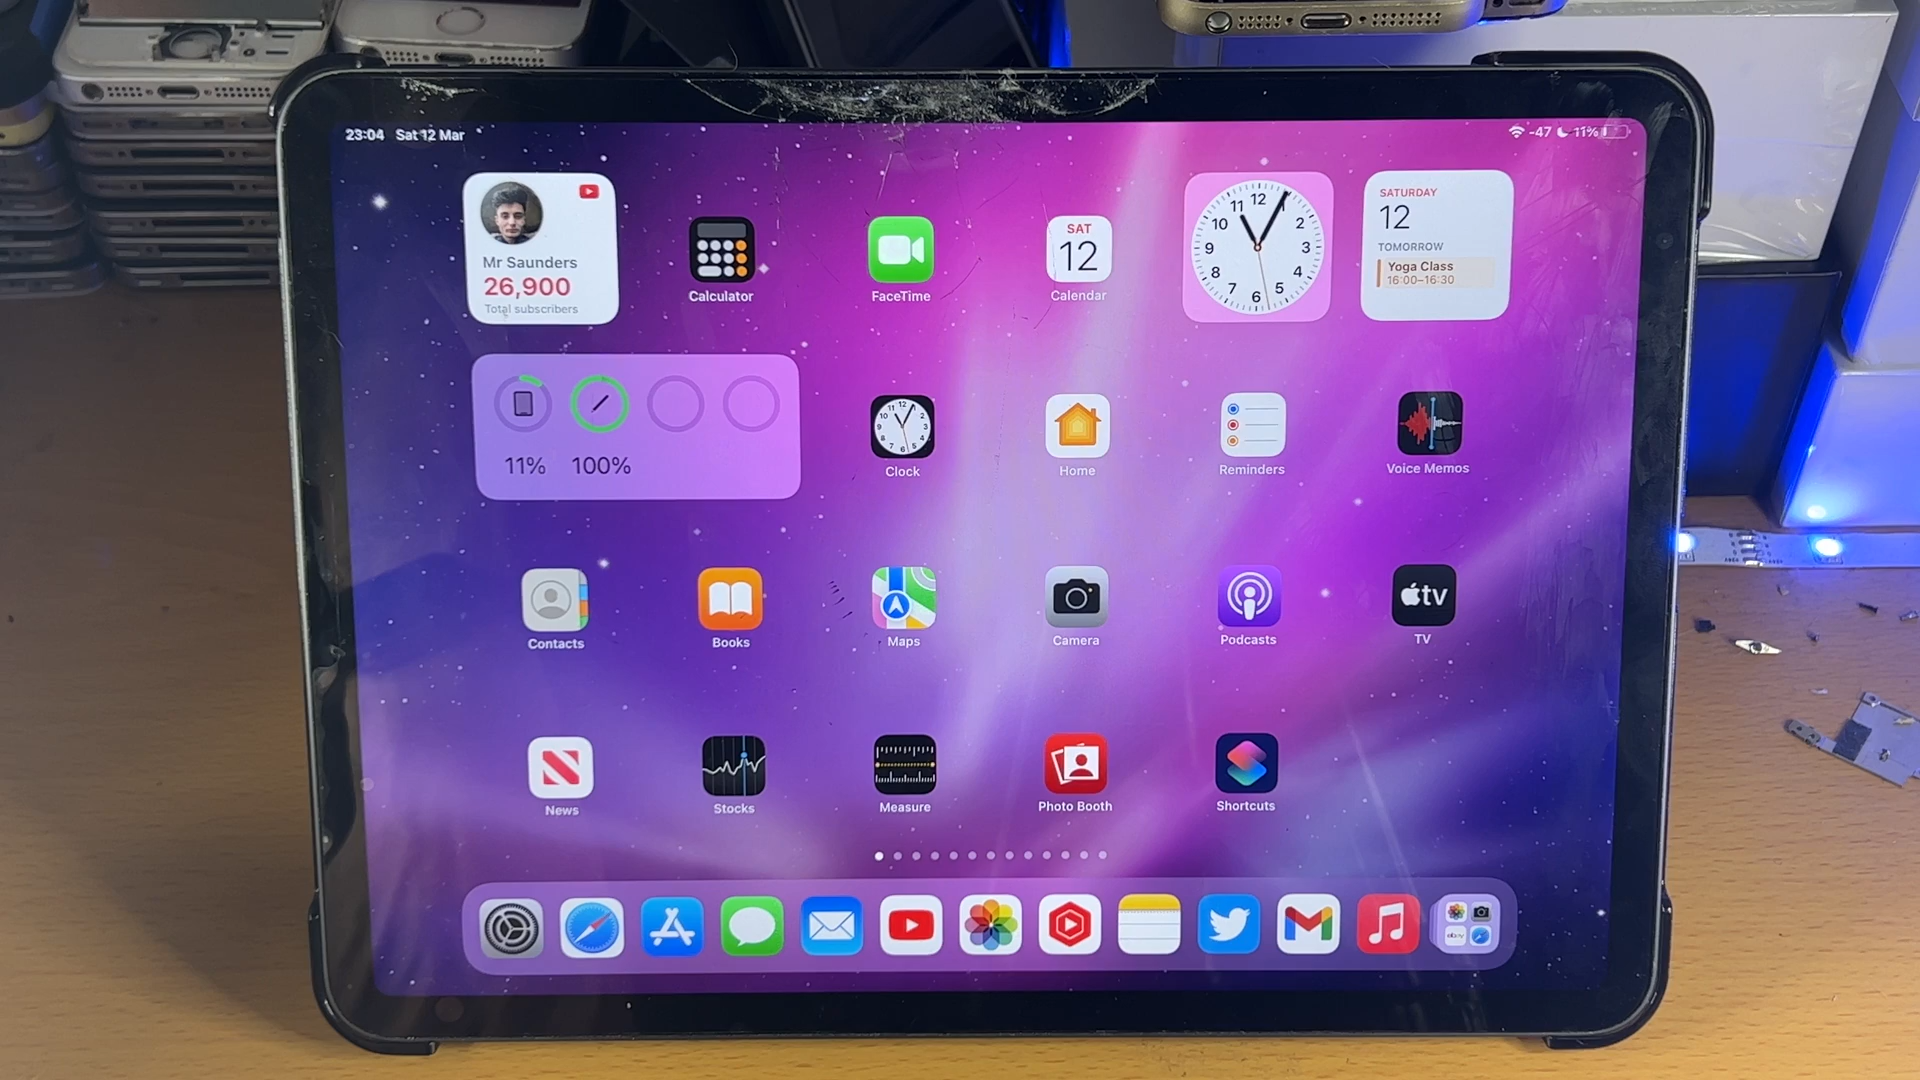 23:04 Sat 12 Mar
-47 11%
Mr Saunders
26,900
Total subscribers
Calculator
FaceTime
SAT
12
Calendar
12 1 2 3 4 5 6 7 8 9 10 11
SATURDAY
12
TOMORROW
Yoga Class
16:00–16:30
11% 100%
Clock
Home
Reminders
Voice Memos
Contacts
Books
Maps
Camera
Podcasts
tv
TV
News
Stocks
Measure
Photo Booth
Shortcuts
ebay